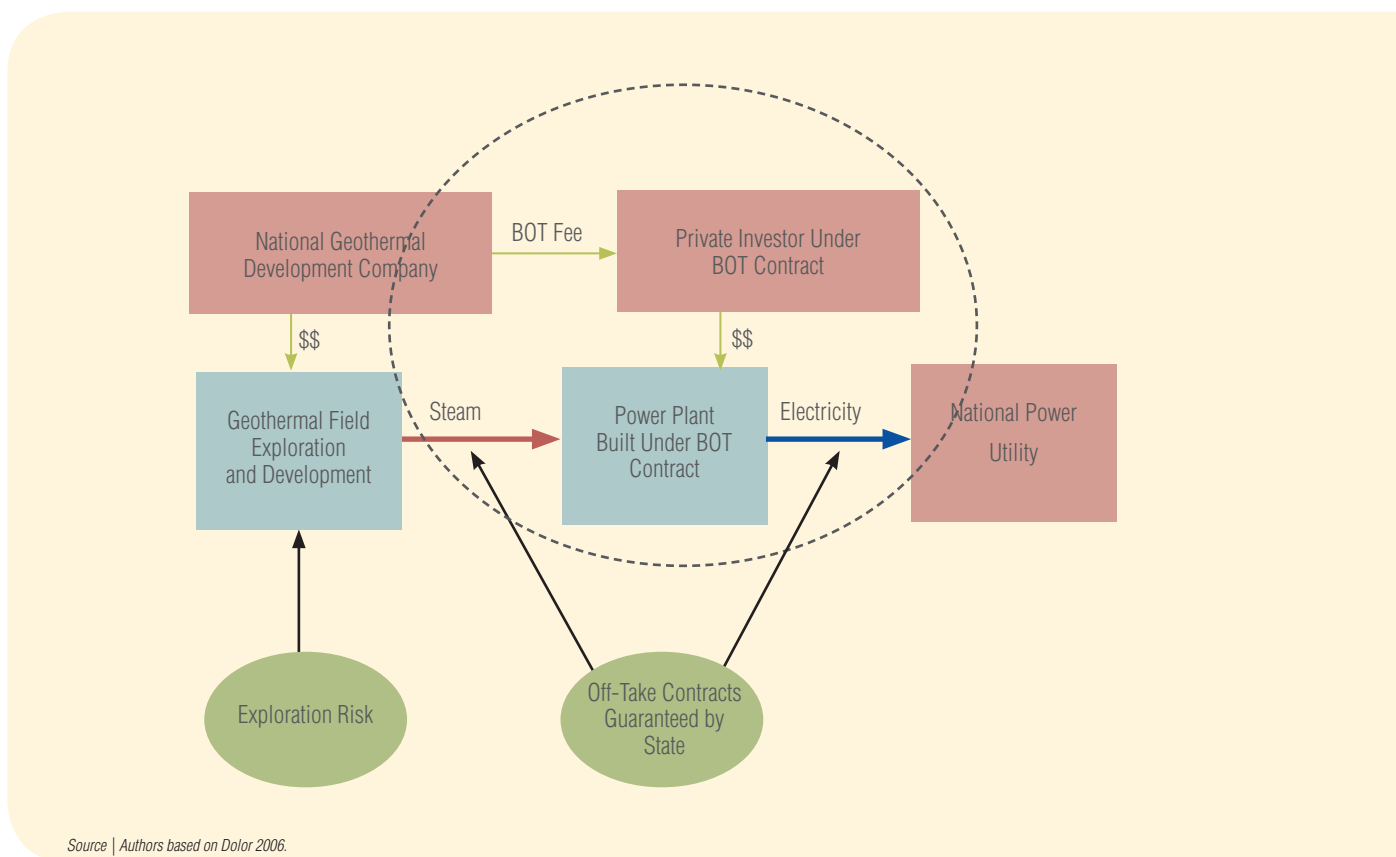 National Geothermal
Development Company
BOT Fee
Private Investor Under
BOT Contract
$$
$$
Geothermal Field
Exploration
and Development
Steam
Power Plant
Built Under BOT
Contract
Electricity
National Power
Utility
Exploration Risk
Off-Take Contracts
Guaranteed by
State
Source | Authors based on Dolor 2006.